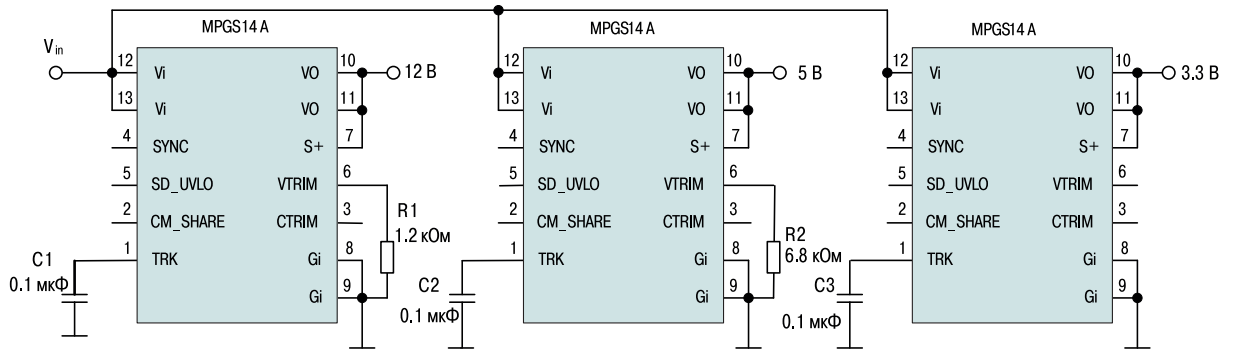 MPGS14 A
V in
12 Vi VO 10 12 В
13 Vi VO 11
4 SYNC S+ 7
5 SD_UVLO VTRIM 6
2 CM_SHARE CTRIM 3
1 TRK Gi 8
Gi 9
C1
0.1 мкФ
R1
1.2 кОм
MPGS14 A
12 Vi VO 10 5 В
13 Vi VO 11
4 SYNC S+ 7
5 SD_UVLO VTRIM 6
2 CM_SHARE CTRIM 3
1 TRK Gi 8
Gi 9
C2
0.1 мкФ
R2
6.8 кОм
MPGS14 A
12 Vi VO 10 3.3 В
13 Vi VO 11
4 SYNC S+ 7
5 SD_UVLO VTRIM 6
2 CM_SHARE CTRIM 3
1 TRK Gi 8
Gi 9
C3
0.1 мкФ